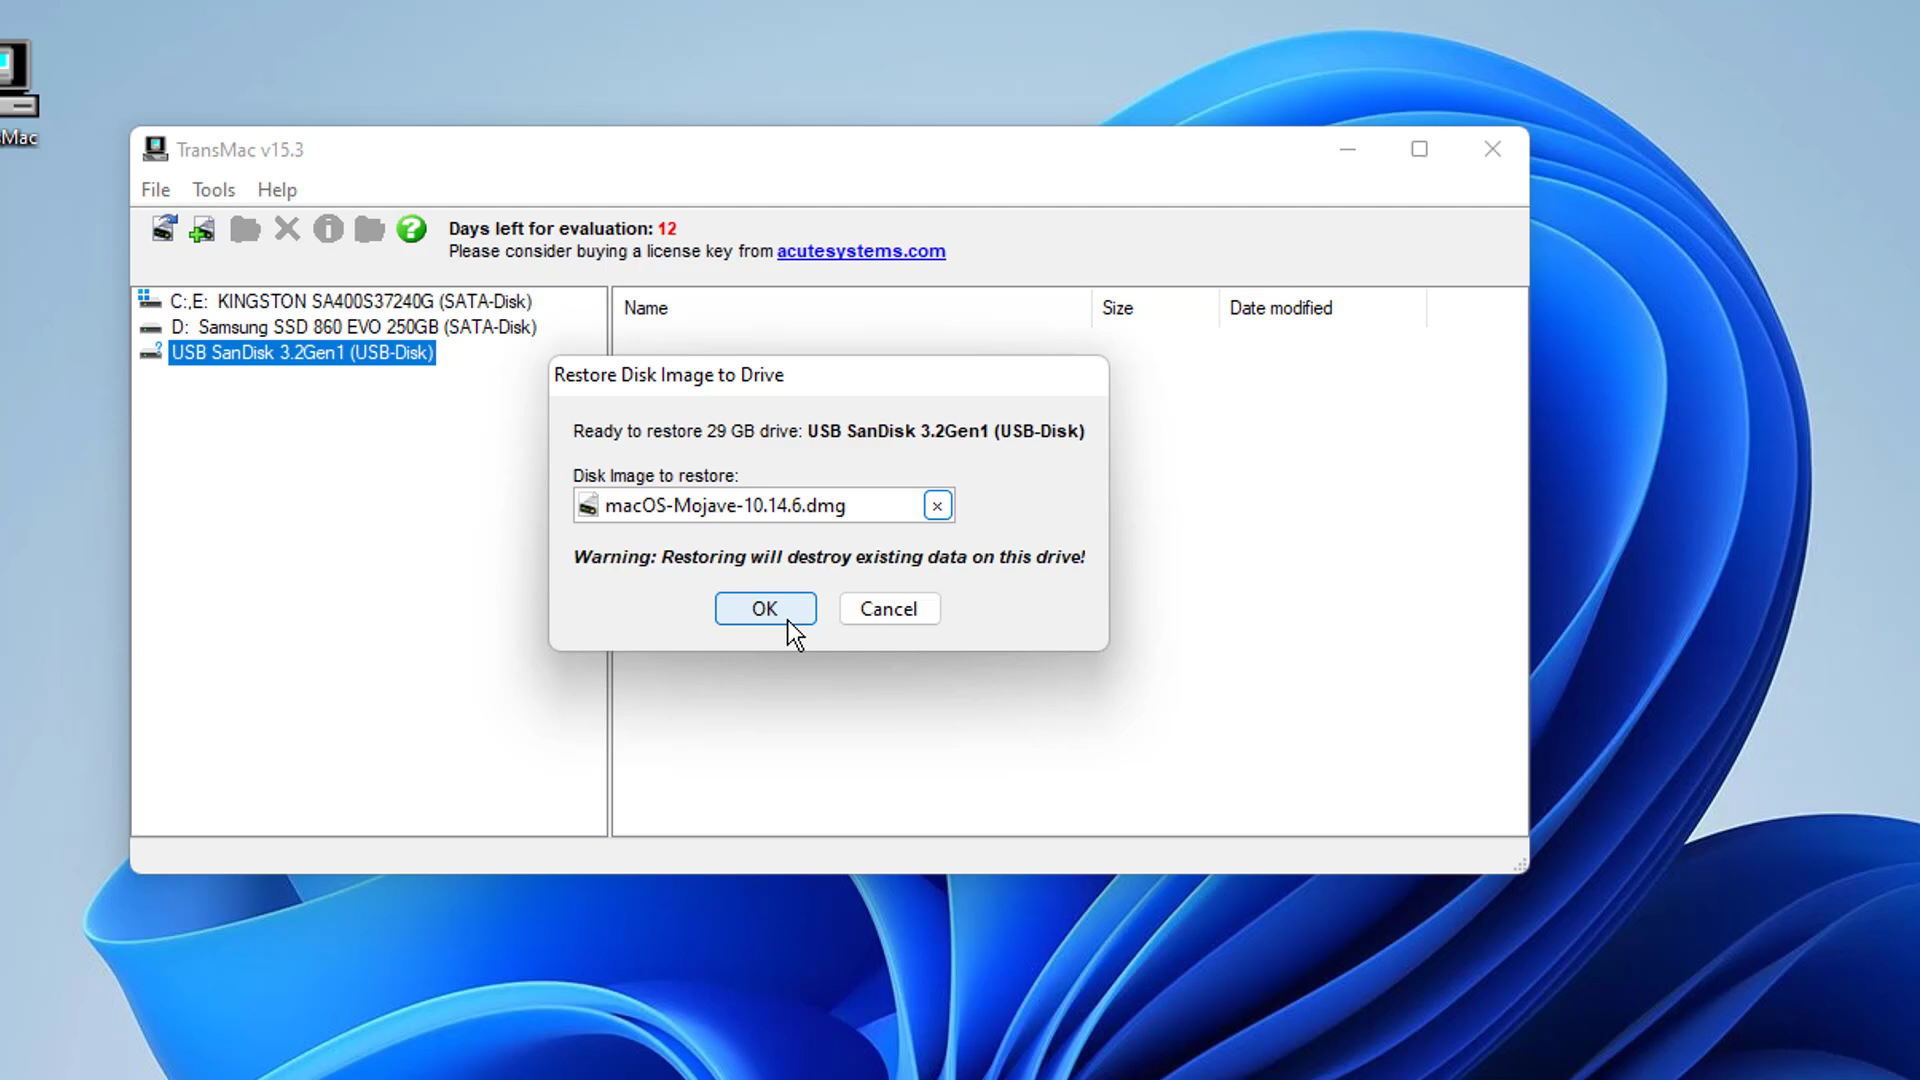 sMac
TransMac v15.3
File Tools Help
Days left for evaluation: 12
Please consider buying a license key from acutesystems.com
C:,E: KINGSTON SA400S37240G (SATA-Disk)
D: Samsung SSD 860 EVO 250GB (SATA-Disk)
USB SanDisk 3.2Gen1 (USB-Disk)
Name Size Date modified
Restore Disk Image to Drive
Ready to restore 29 GB drive: USB SanDisk 3.2Gen1 (USB-Disk)
Disk Image to restore:
macOS-Mojave-10.14.6.dmg
Warning: Restoring will destroy existing data on this drive!
OK Cancel